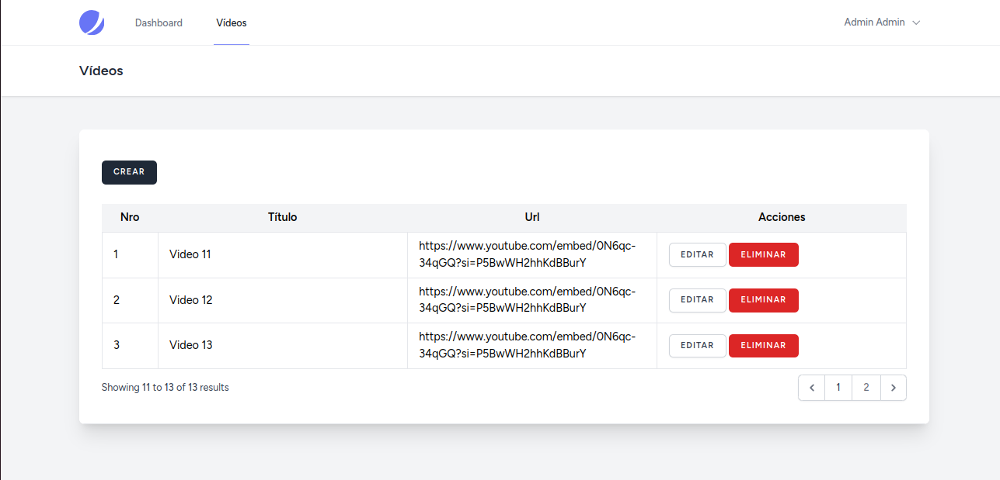 Dashboard Vídeos Admin Admin
Vídeos
CREAR
Nro Título Url Acciones
1 Video 11 https://www.youtube.com/embed/0N6qc-
34qGQ?si=P5BwWH2hhKdBBurY EDITAR ELIMINAR
2 Video 12 https://www.youtube.com/embed/0N6qc-
34qGQ?si=P5BwWH2hhKdBBurY EDITAR ELIMINAR
3 Video 13 https://www.youtube.com/embed/0N6qc-
34qGQ?si=P5BwWH2hhKdBBurY EDITAR ELIMINAR
Showing 11 to 13 of 13 results 1 2